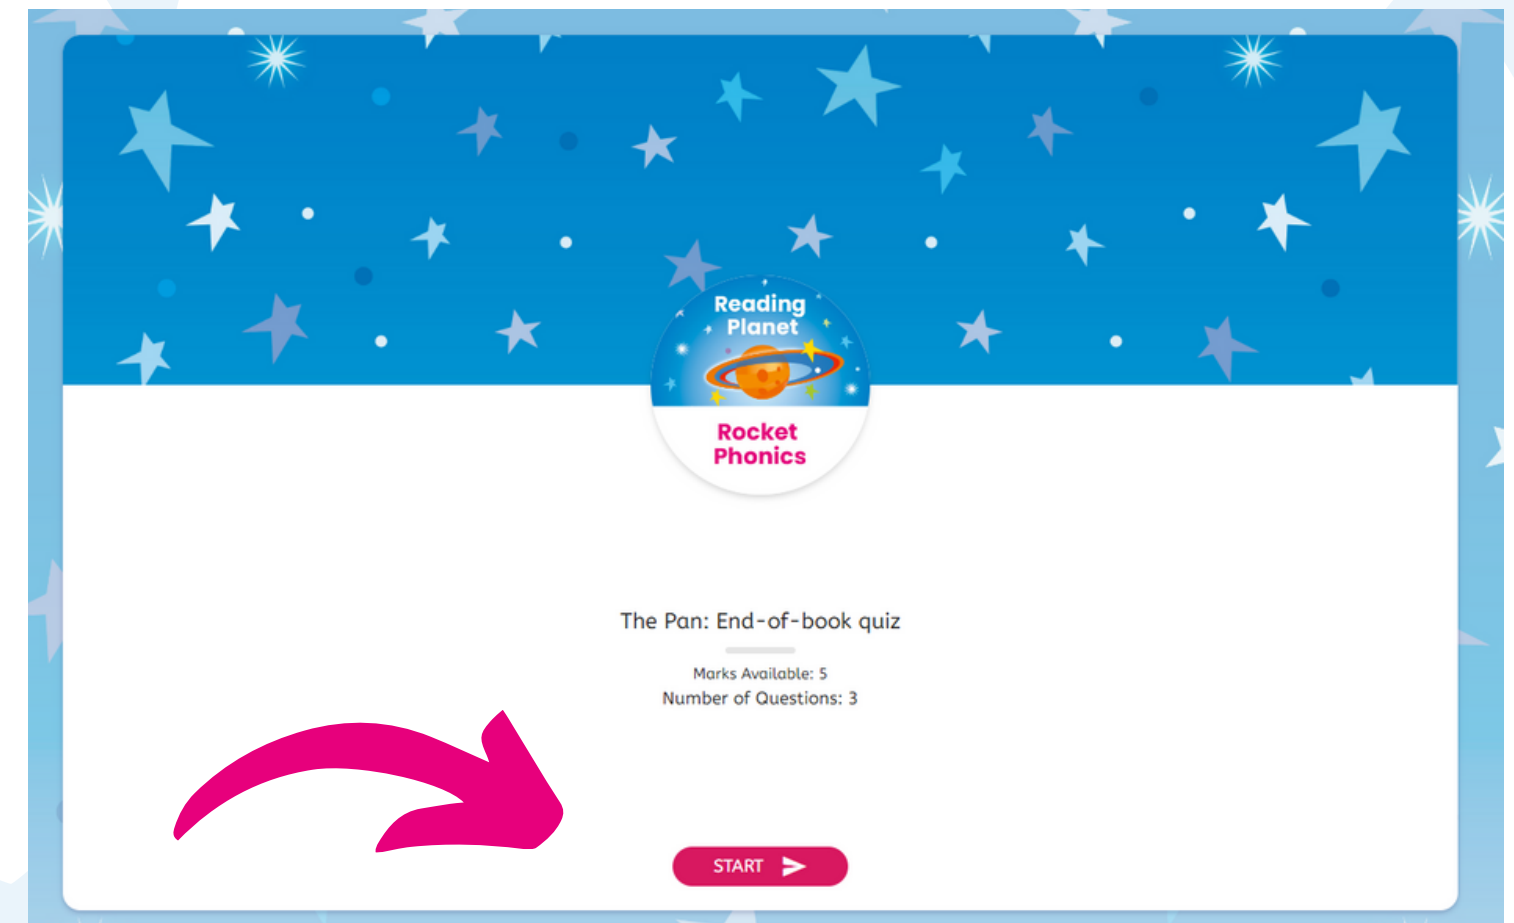 Reading
Planet
Rocket
Phonics
The Pan: End-of-book quiz
Marks Available: 5
Number of Questions: 3
START